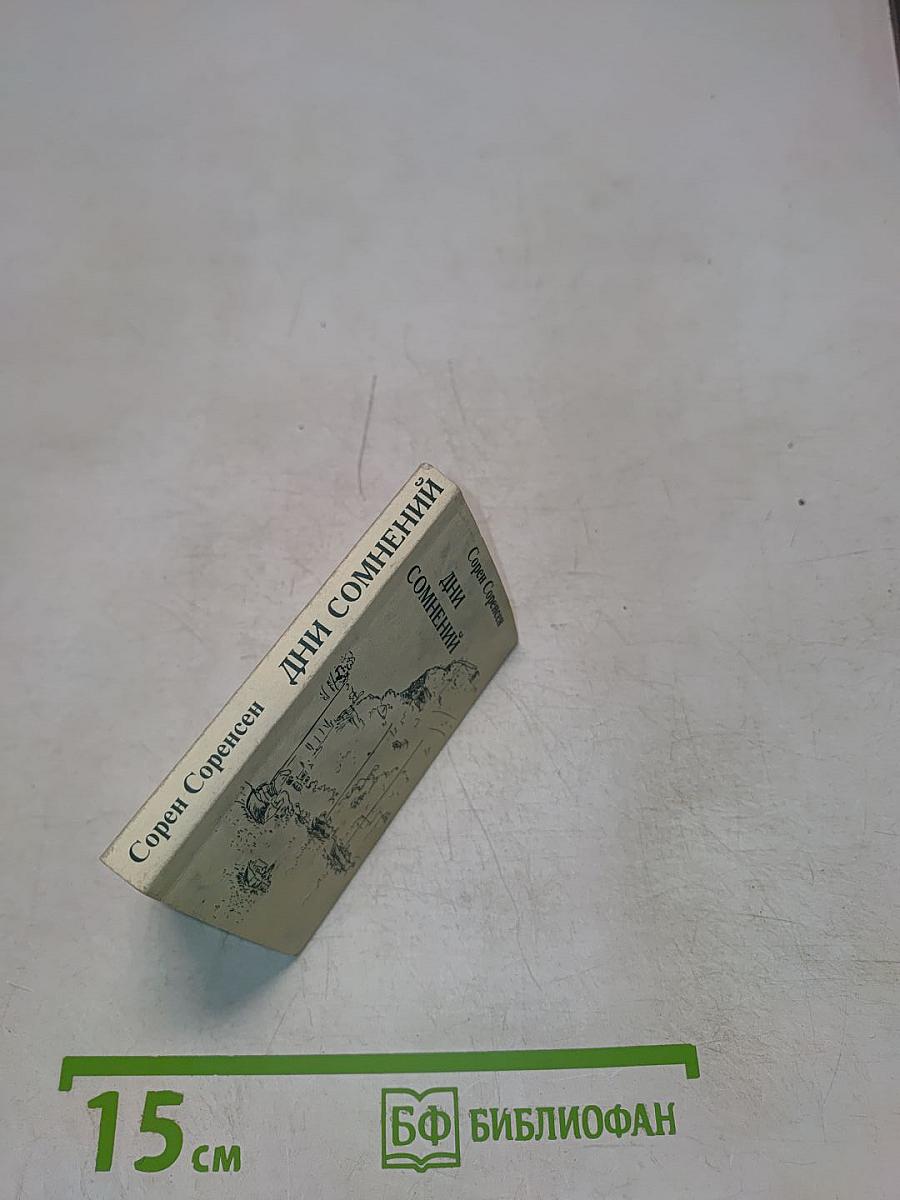 Сорен Соренсен ДНИ СОМНЕНИЙ
Сорен Соренсен
ДНИ
СОМНЕНИЙ
15 см
БФ БИБЛИОФАН